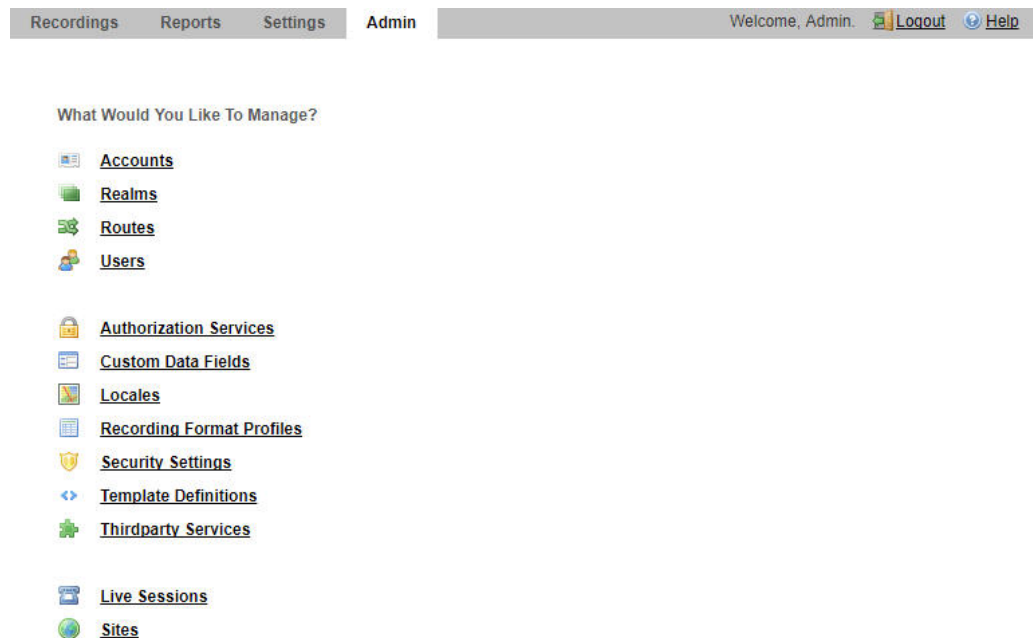 Recordings Reports Settings Admin Welcome, Admin. Logout Help
What Would You Like To Manage?
Accounts
Realms
Routes
Users
Authorization Services
Custom Data Fields
Locales
Recording Format Profiles
Security Settings
Template Definitions
Thirdparty Services
Live Sessions
Sites